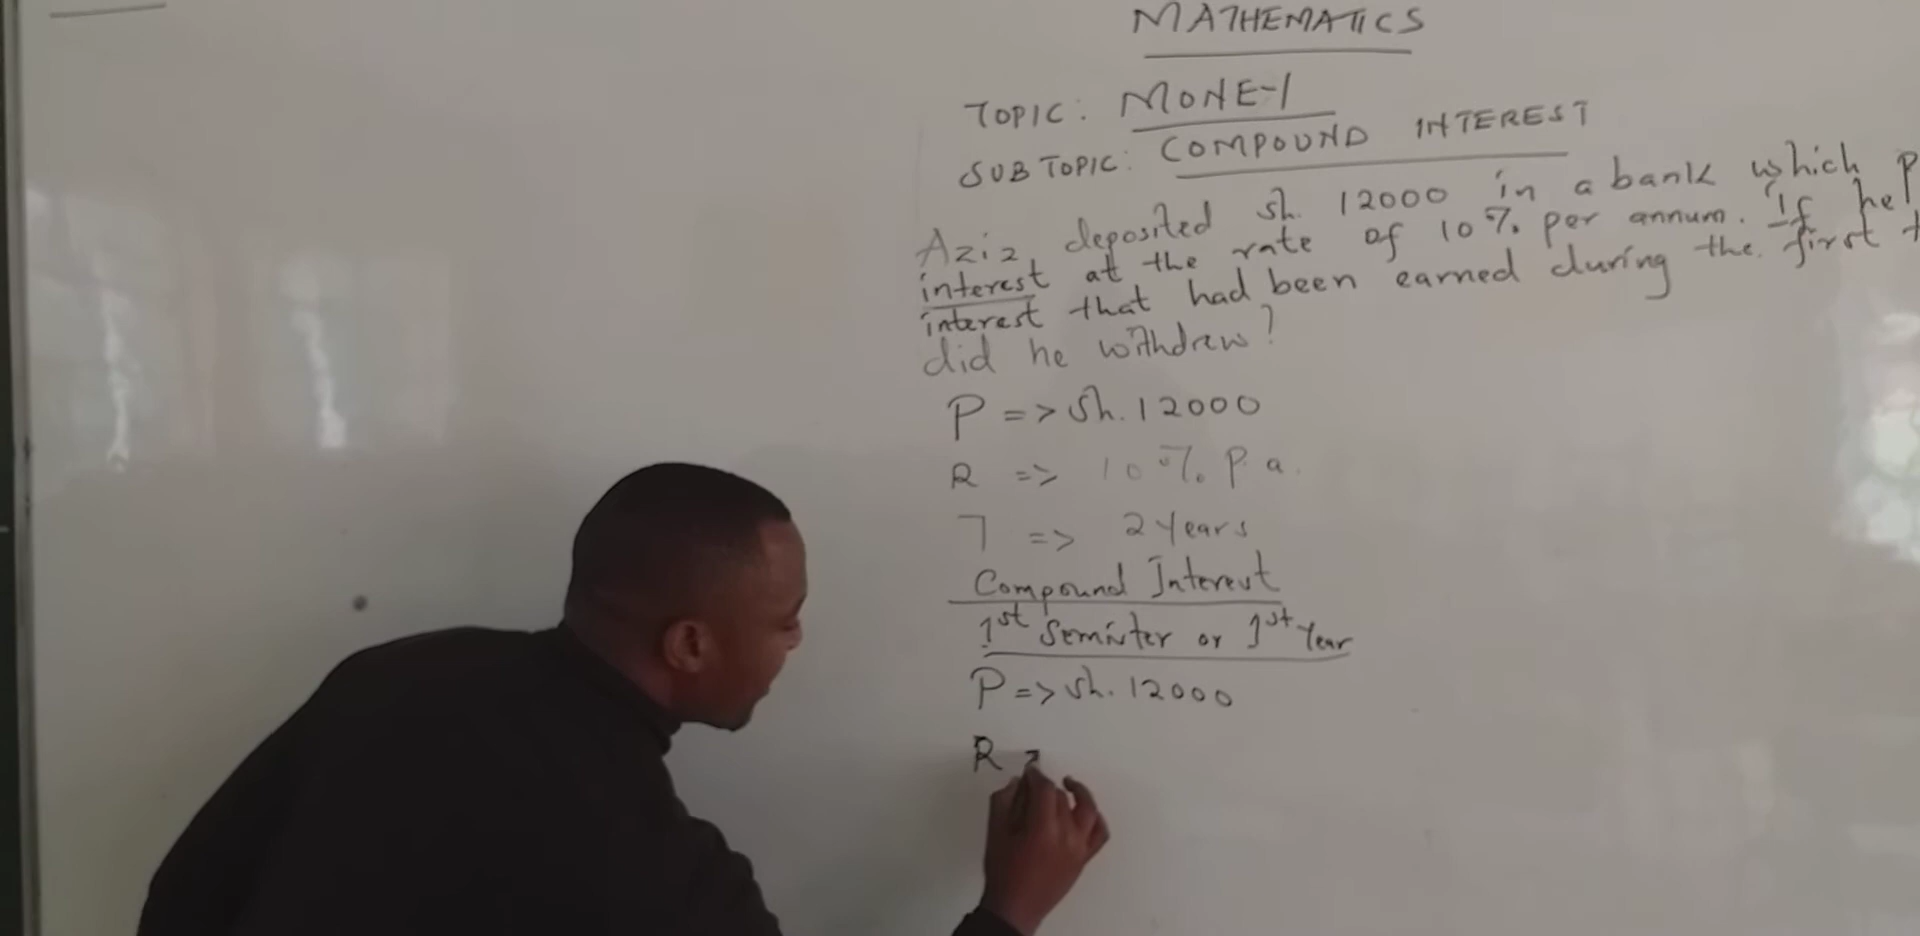 MATHEMATICS
TOPIC: MONEY
SUBTOPIC: COMPOUND INTEREST
Aziz deposited sh. 12000 in a bank which p
interest at the rate of 10% per annum. If he p
interest that had been earned during the first t
did he withdraw?
P => sh. 12000
R => 10% p.a.
T => 2 Years
Compound Interest
1st Semister or 1st Year
P => sh. 12000
R